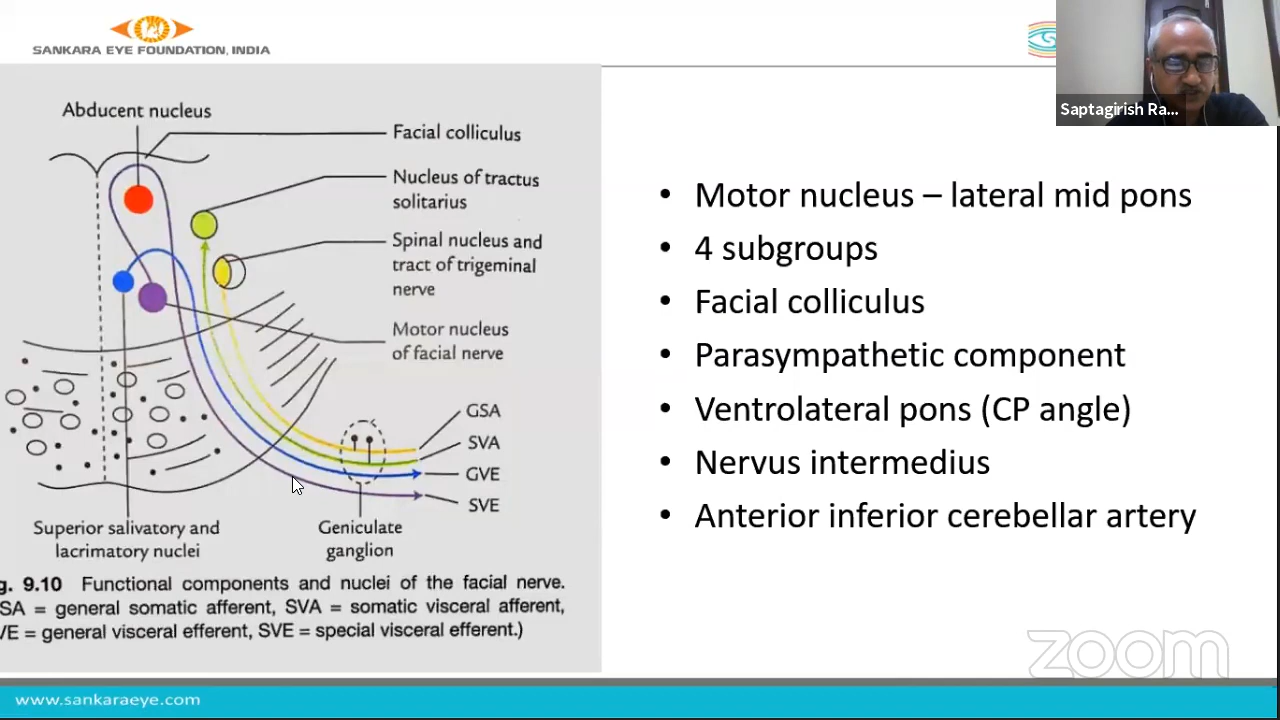 SANKARA EYE FOUNDATION, INDIA
Saptagirish Ra...
Abducent nucleus
Facial colliculus
Nucleus of tractus
solitarius
Spinal nucleus and
tract of trigeminal
nerve
Motor nucleus
of facial nerve
GSA
SVA
GVE
SVE
Superior salivatory and
lacrimatory nuclei
Geniculate
ganglion
g. 9.10 Functional components and nuclei of the facial nerve.
SA = general somatic afferent, SVA = somatic visceral afferent,
VE = general visceral efferent, SVE = special visceral efferent.)
• Motor nucleus – lateral mid pons
• 4 subgroups
• Facial colliculus
• Parasympathetic component
• Ventrolateral pons (CP angle)
• Nervus intermedius
• Anterior inferior cerebellar artery
zoom
www.sankaraeye.com